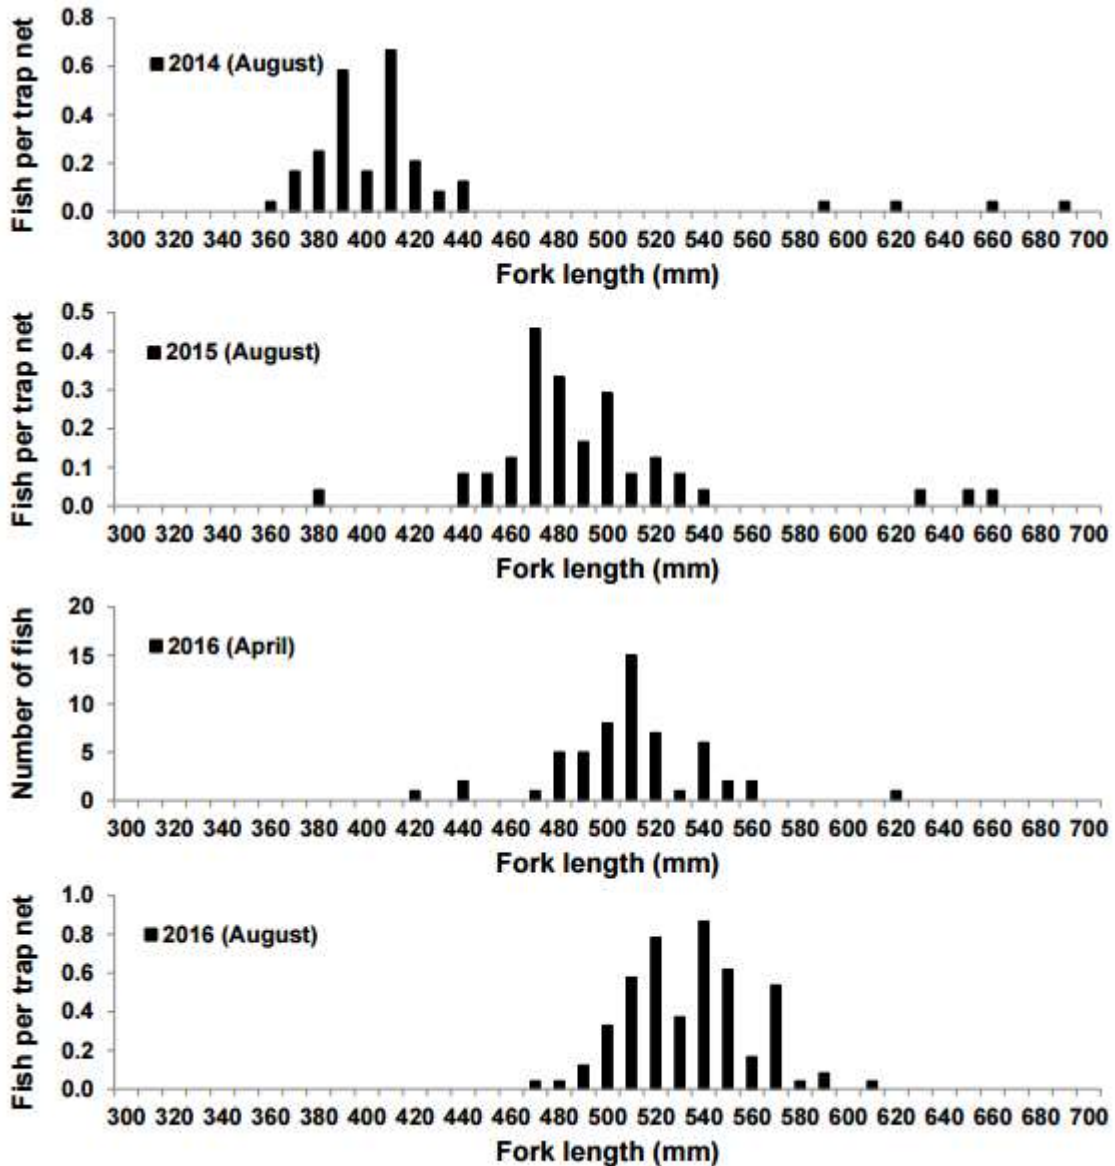 Fish per trap net
0.8
0.6
0.4
0.2
0.0
2014 (August)
300 320 340 360 380 400 420 440 460 480 500 520 540 560 580 600 620 640 660 680 700
Fork length (mm)
Fish per trap net
0.5
0.4
0.3
0.2
0.1
0.0
2015 (August)
300 320 340 360 380 400 420 440 460 480 500 520 540 560 580 600 620 640 660 680 700
Fork length (mm)
Number of fish
20
15
10
5
0
2016 (April)
300 320 340 360 380 400 420 440 460 480 500 520 540 560 580 600 620 640 660 680 700
Fork length (mm)
Fish per trap net
1.0
0.8
0.6
0.4
0.2
0.0
2016 (August)
300 320 340 360 380 400 420 440 460 480 500 520 540 560 580 600 620 640 660 680 700
Fork length (mm)